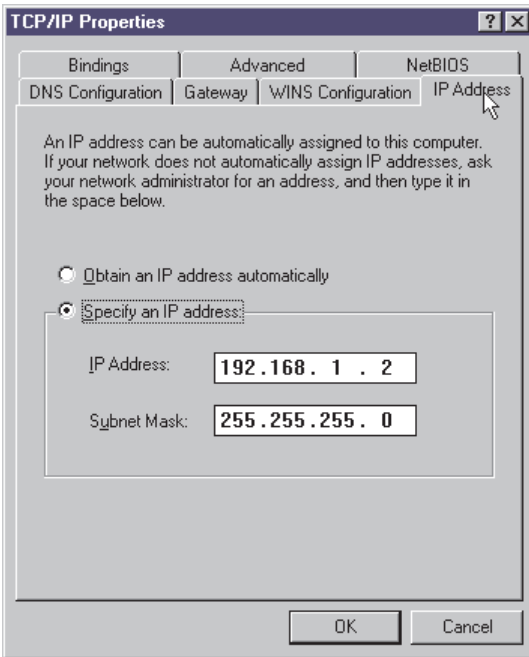 TCP/IP Properties
Bindings Advanced NetBIOS
DNS Configuration Gateway WINS Configuration IP Address
An IP address can be automatically assigned to this computer.
If your network does not automatically assign IP addresses, ask
your network administrator for an address, and then type it in
the space below.
Obtain an IP address automatically
Specify an IP address:
IP Address: 192.168. 1 . 2
Subnet Mask: 255.255.255. 0
OK Cancel